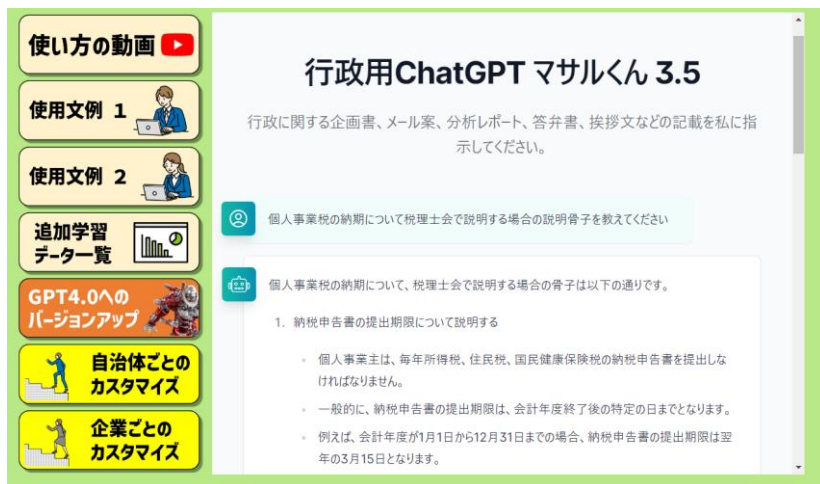 使い方の動画
使用文例 1
使用文例 2
追加学習
データ一覧
GPT4.0への
バージョンアップ
自治体ごとの
カスタマイズ
企業ごとの
カスタマイズ
行政用ChatGPT マサルくん 3.5
行政に関する企画書、メール案、分析レポート、答弁書、挨拶文などの記載を私に指
示してください。
個人事業税の納期について税理士会で説明する場合の説明骨子を教えてください
個人事業税の納期について、税理士会で説明する場合の骨子は以下の通りです。
1. 納税申告書の提出期限について説明する
◦ 個人事業主は、毎年所得税、住民税、国民健康保険税の納税申告書を提出しな
ければなりません。
◦ 一般的に、納税申告書の提出期限は、会計年度終了後の特定の日までとなります。
◦ 例えば、会計年度が1月1日から12月31日までの場合、納税申告書の提出期限は翌
年の3月15日となります。